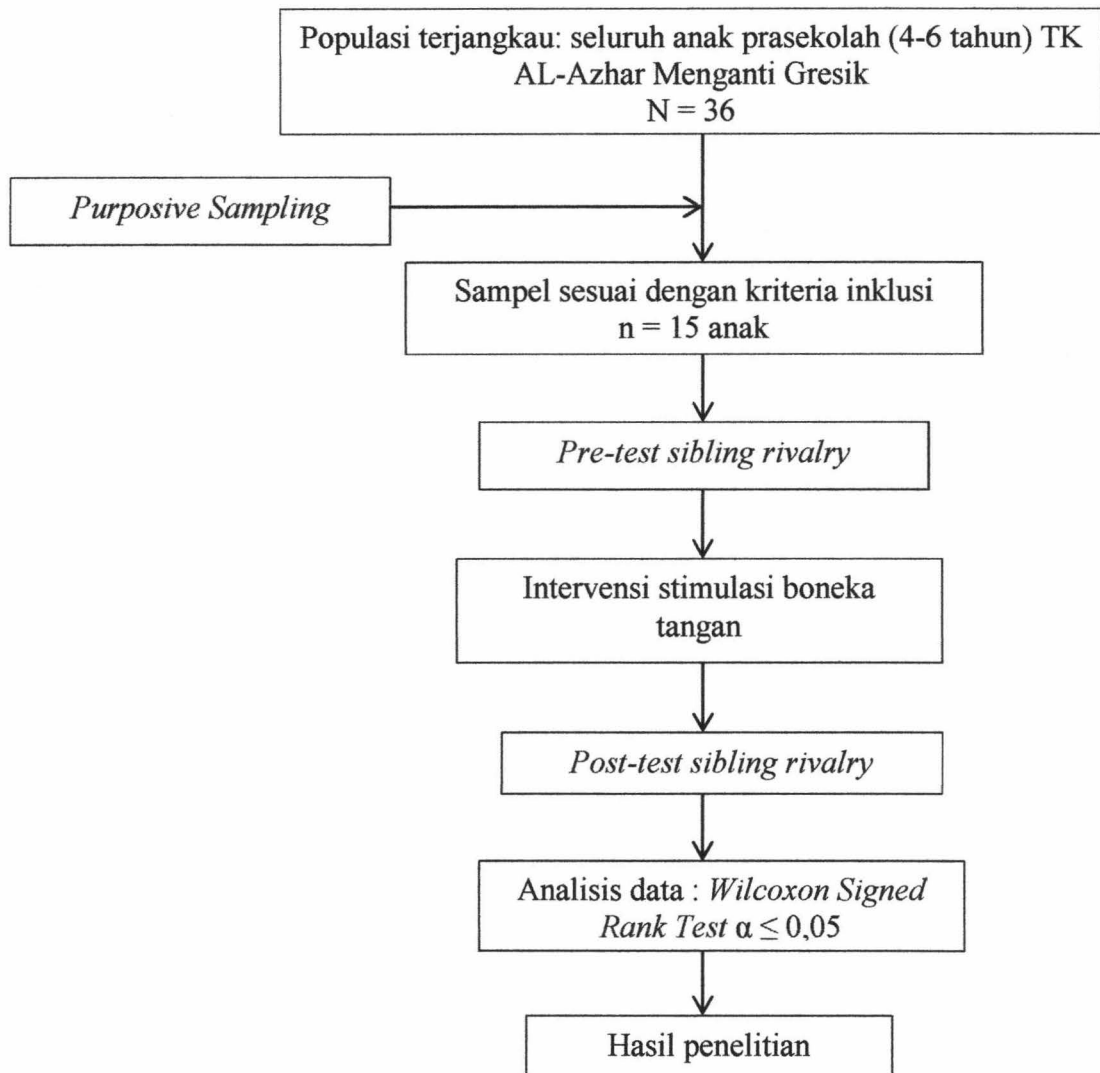 Populasi terjangkau: seluruh anak prasekolah (4-6 tahun) TK
AL-Azhar Menganti Gresik
N = 36
Purposive Sampling
Sampel sesuai dengan kriteria inklusi
n = 15 anak
Pre-test sibling rivalry
Intervensi stimulasi boneka
tangan
Post-test sibling rivalry
Analisis data : Wilcoxon Signed
Rank Test α ≤ 0,05
Hasil penelitian